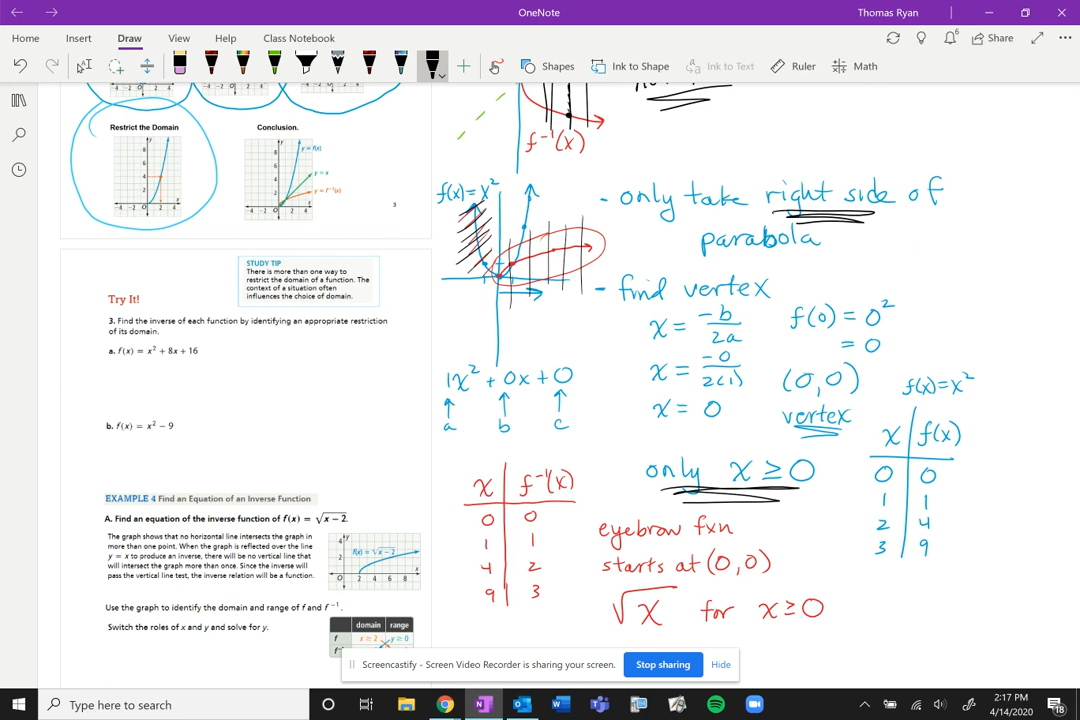 OneNote
Thomas Ryan
Home Insert Draw View Help Class Notebook
Share
Shapes Ink to Shape Ink to Text Ruler Math
Restrict the Domain
Conclusion.
y = f(x)
y = x
y = f⁻¹(x)
3
STUDY TIP
There is more than one way to
restrict the domain of a function. The
context of a situation often
influences the choice of domain.
Try It!
3. Find the inverse of each function by identifying an appropriate restriction
of its domain.
a. f(x) = x² + 8x + 16
b. f(x) = x² − 9
EXAMPLE 4 Find an Equation of an Inverse Function
A. Find an equation of the inverse function of f(x) = √x − 2.
The graph shows that no horizontal line intersects the graph in
more than one point. When the graph is reflected over the line
y = x to produce an inverse, there will be no vertical line that
will intersect the graph more than once. Since the inverse will
pass the vertical line test, the inverse relation will be a function.
f(x) = √x − 2
Use the graph to identify the domain and range of f and f⁻¹.
Switch the roles of x and y and solve for y.
domain range
f x ≥ 2 y ≥ 0
f⁻¹(x)
f(x) = x²
- only take right side of
parabola
- find vertex
x = -b/2a
f(0) = 0²
= 0
x = -0/2(1)
(0,0)
x = 0
vertex
1x² + 0x + 0
a b c
f(x) = x²
x f(x)
0 0
1 1
2 4
3 9
only x ≥ 0
x f⁻¹(x)
0 0
1 1
4 2
9 3
eyebrow fxn
starts at (0,0)
√x for x ≥ 0
Screencastify - Screen Video Recorder is sharing your screen. Stop sharing Hide
Type here to search
2:17 PM
4/14/2020
18